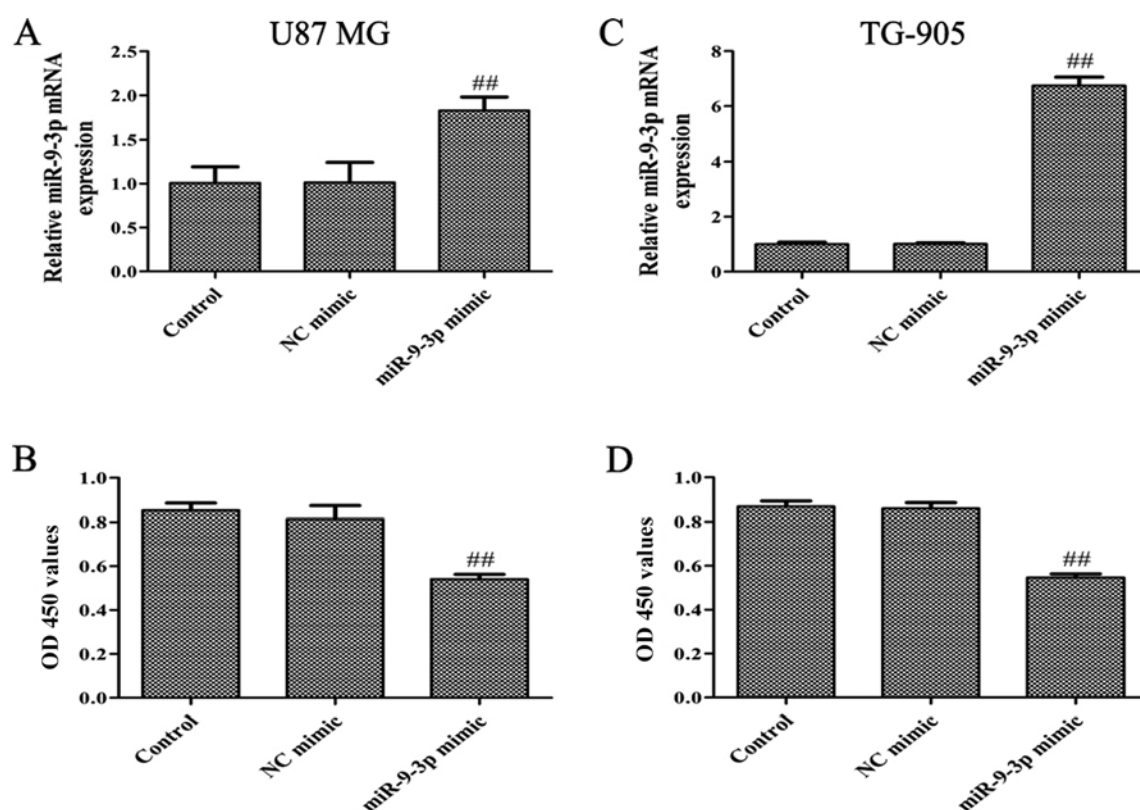 A
U87 MG
Relative miR-9-3p mRNA
expression
2.5
2.0
1.5
1.0
0.5
0.0
##
Control
NC mimic
miR-9-3p mimic
C
TG-905
Relative miR-9-3p mRNA
expression
8
6
4
2
0
##
Control
NC mimic
miR-9-3p mimic
B
OD 450 values
1.0
0.8
0.6
0.4
0.2
0.0
##
Control
NC mimic
miR-9-3p mimic
D
OD 450 values
1.0
0.8
0.6
0.4
0.2
0.0
##
Control
NC mimic
miR-9-3p mimic